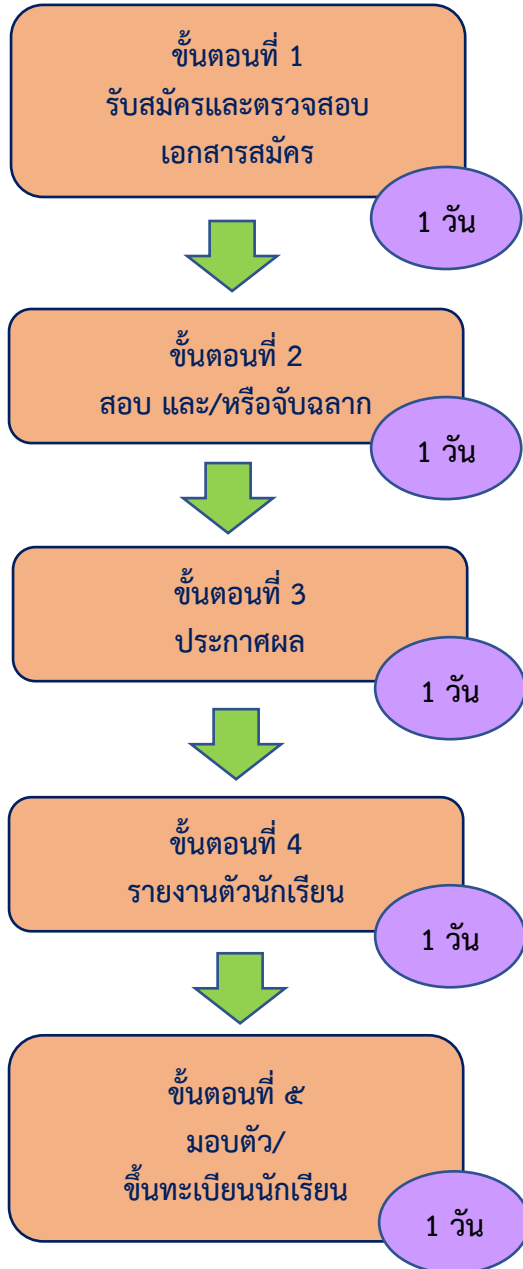 ขั้นตอนที่ 1
รับสมัครและตรวจสอบ
เอกสารสมัคร
1 วัน
ขั้นตอนที่ 2
สอบ และ/หรือจับฉลาก
1 วัน
ขั้นตอนที่ 3
ประกาศผล
1 วัน
ขั้นตอนที่ 4
รายงานตัวนักเรียน
1 วัน
ขั้นตอนที่ ๕
มอบตัว/
ขึ้นทะเบียนนักเรียน
1 วัน